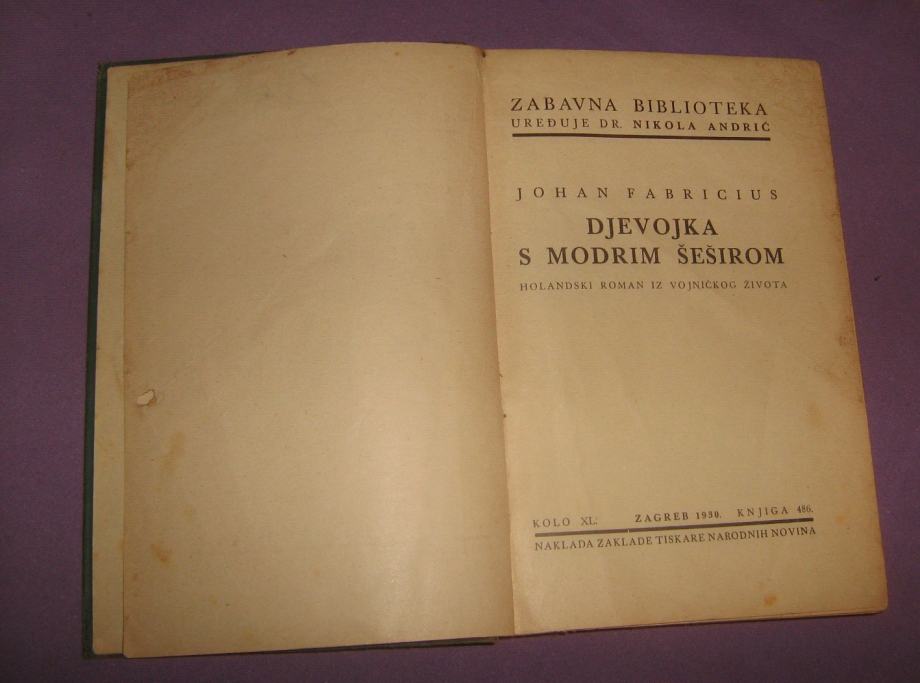 ZABAVNA BIBLIOTEKA
UREĐUJE DR. NIKOLA ANDRIĆ
JOHAN FABRICIUS
DJEVOJKA
S MODRIM ŠEŠIROM
HOLANDSKI ROMAN IZ VOJNIČKOG ŽIVOTA
KOLO XL. ZAGREB 1930. KNJIGA 486.
NAKLADA ZAKLADE TISKARE NARODNIH NOVINA